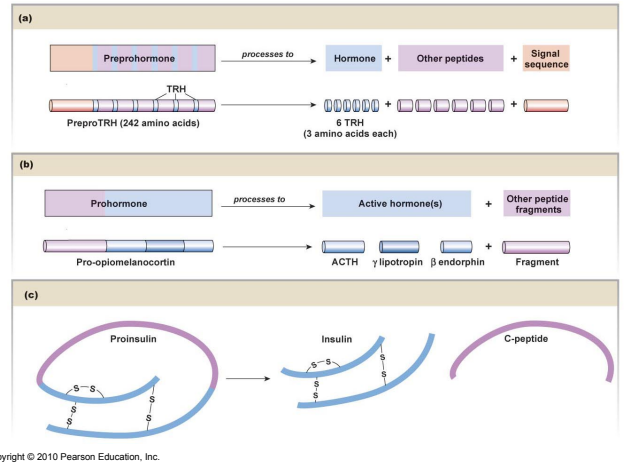 (a)
Preprohormone
processes to
Hormone + Other peptides + Signal sequence
TRH
PreproTRH (242 amino acids)
+
+
6 TRH
(3 amino acids each)
(b)
Prohormone
processes to
Active hormone(s) + Other peptide fragments
+
Pro-opiomelanocortin
ACTH γ lipotropin β endorphin Fragment
(c)
Proinsulin
Insulin
C-peptide
S–S
S
S
S
S
S–S
S
S
S
S
pyright © 2010 Pearson Education, Inc.